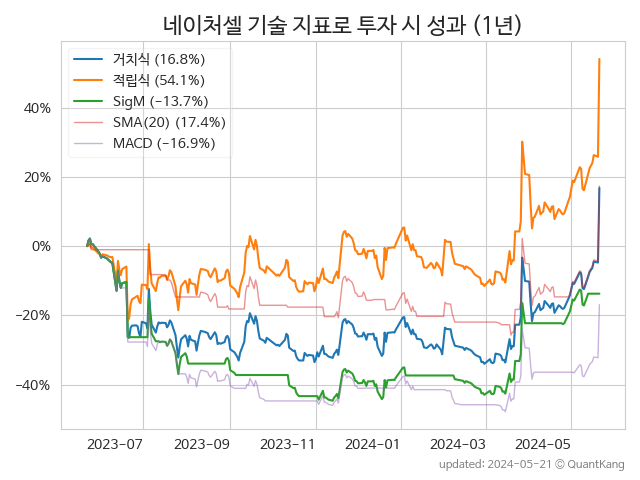 네이처셀 기술 지표로 투자 시 성과 (1년)
거치식 (16.8%)
적립식 (54.1%)
SigM (−13.7%)
SMA(20) (17.4%)
MACD (−16.9%)
40%
20%
0%
−20%
−40%
2023−07 2023−09 2023−11 2024−01 2024−03 2024−05
updated: 2024−05−21 © QuantKang